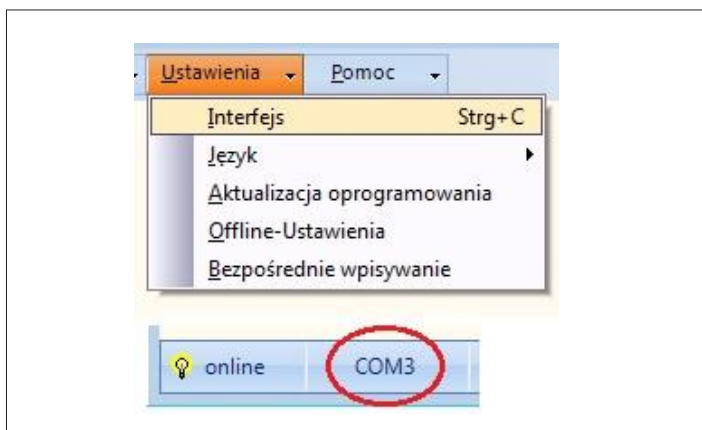 Ustawienia Pomoc
Interfejs Strg+C
Język
Aktualizacja oprogramowania
Offline-Ustawienia
Bezpośrednie wpisywanie
online COM3